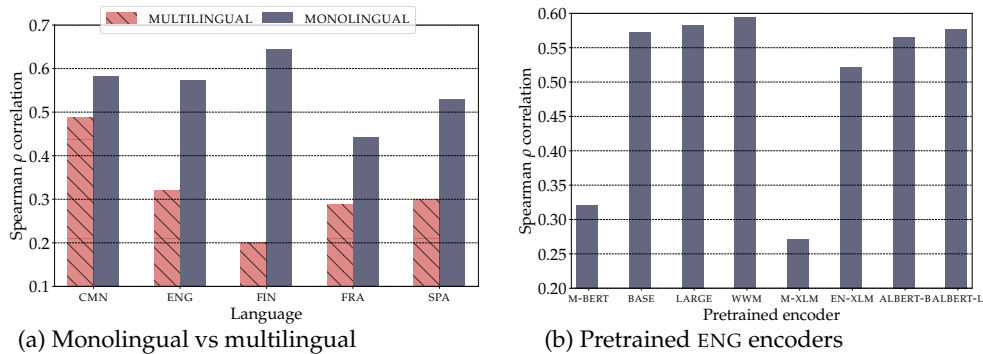 MULTILINGUAL MONOLINGUAL
0.7
0.6
0.5
0.4
0.3
0.2
0.1
Spearman ρ correlation
CMN ENG FIN FRA SPA
Language
(a) Monolingual vs multilingual
0.60
0.55
0.50
0.45
0.40
0.35
0.30
0.25
0.20
Spearman ρ correlation
M-BERT BASE LARGE WWM M-XLM EN-XLM ALBERT-B ALBERT-L
Pretrained encoder
(b) Pretrained ENG encoders